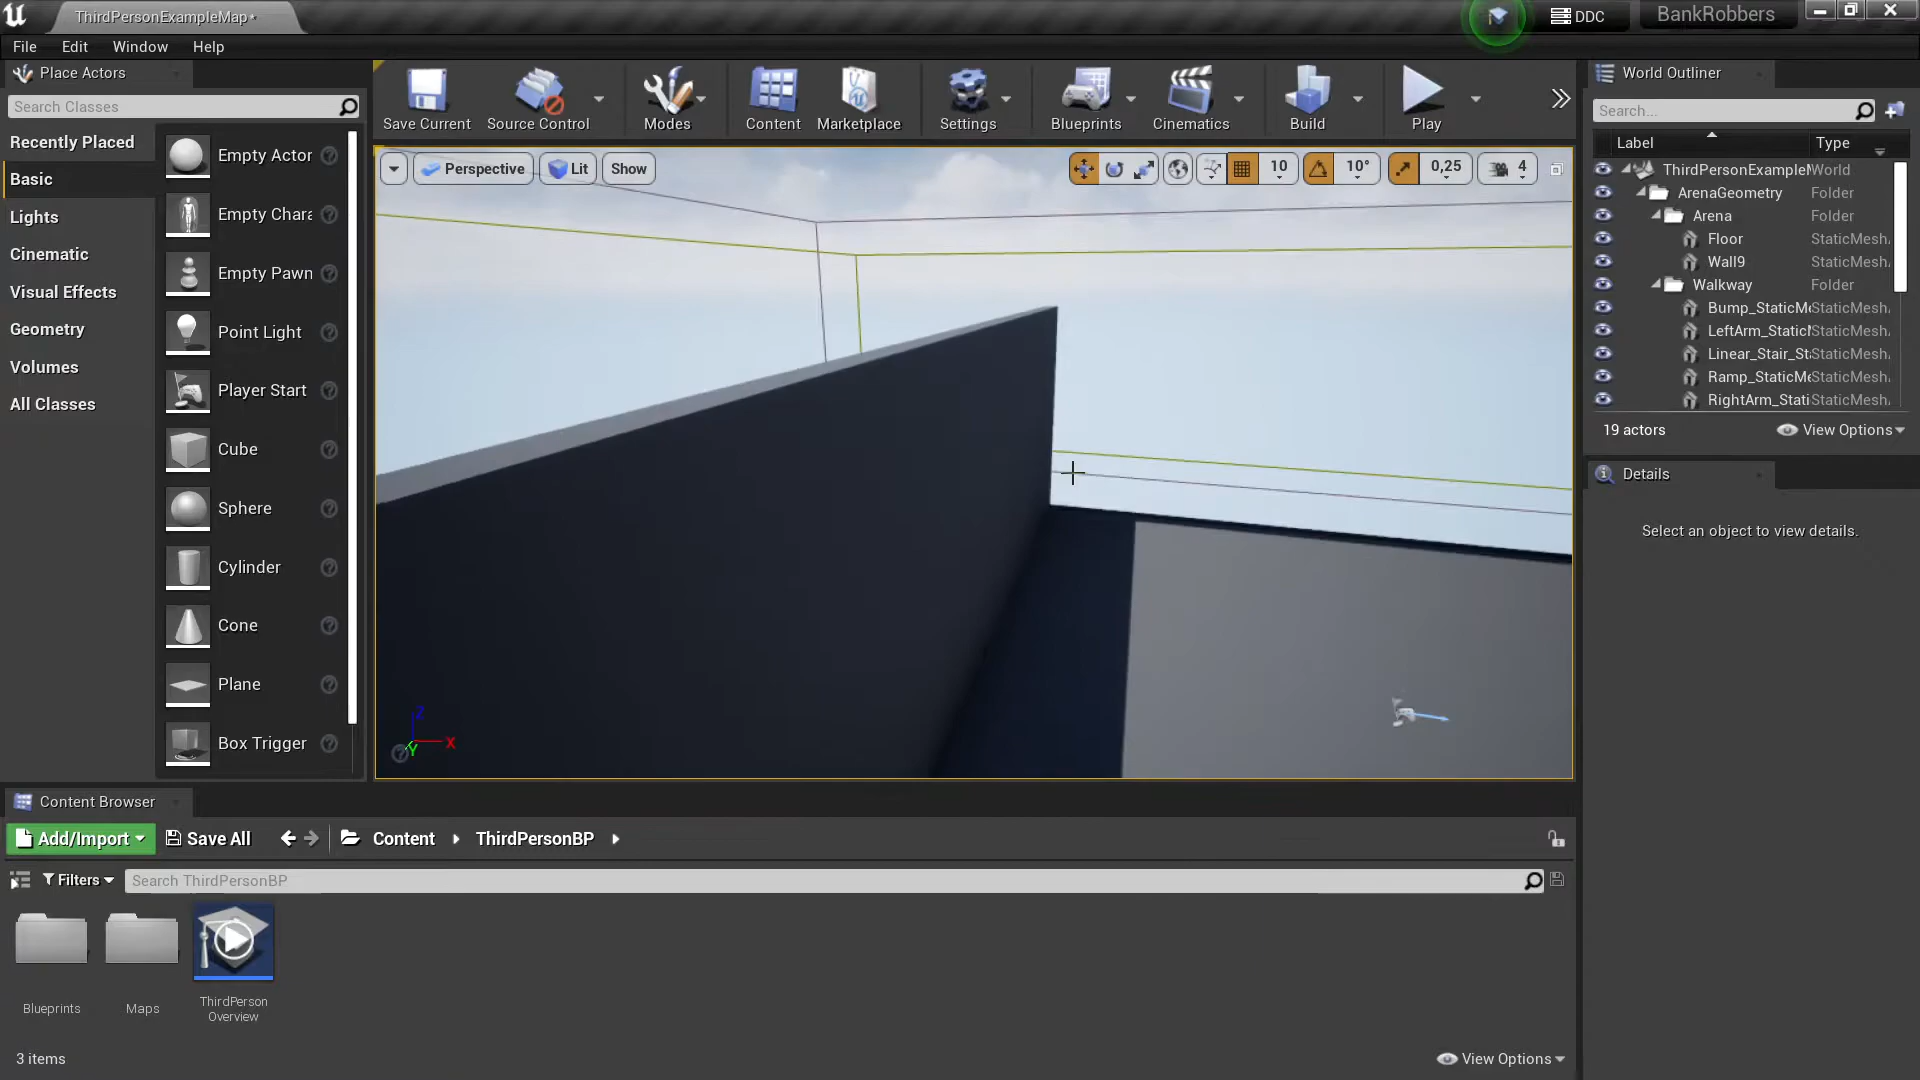 ThirdPersonExampleMap*
DDC
BankRobbers
File
Edit
Window
Help
Place Actors
Search Classes
Recently Placed
Basic
Lights
Cinematic
Visual Effects
Geometry
Volumes
All Classes
Empty Actor
Empty Chara
Empty Pawn
Point Light
Player Start
Cube
Sphere
Cylinder
Cone
Plane
Box Trigger
Save Current
Source Control
Modes
Content
Marketplace
Settings
Blueprints
Cinematics
Build
Play
Perspective
Lit
Show
10
10°
0,25
4
Z
X
Y
World Outliner
Search...
Label
Type
ThirdPersonExample
World
ArenaGeometry
Folder
Arena
Folder
Floor
StaticMesh
Wall9
StaticMesh
Walkway
Folder
Bump_StaticMe
StaticMesh
LeftArm_Static
StaticMesh
Linear_Stair_St
StaticMesh
Ramp_StaticMe
StaticMesh
RightArm_Stati
StaticMesh
19 actors
View Options
Details
Select an object to view details.
Content Browser
Add/Import
Save All
Content
ThirdPersonBP
Filters
Search ThirdPersonBP
Blueprints
Maps
ThirdPerson
Overview
3 items
View Options